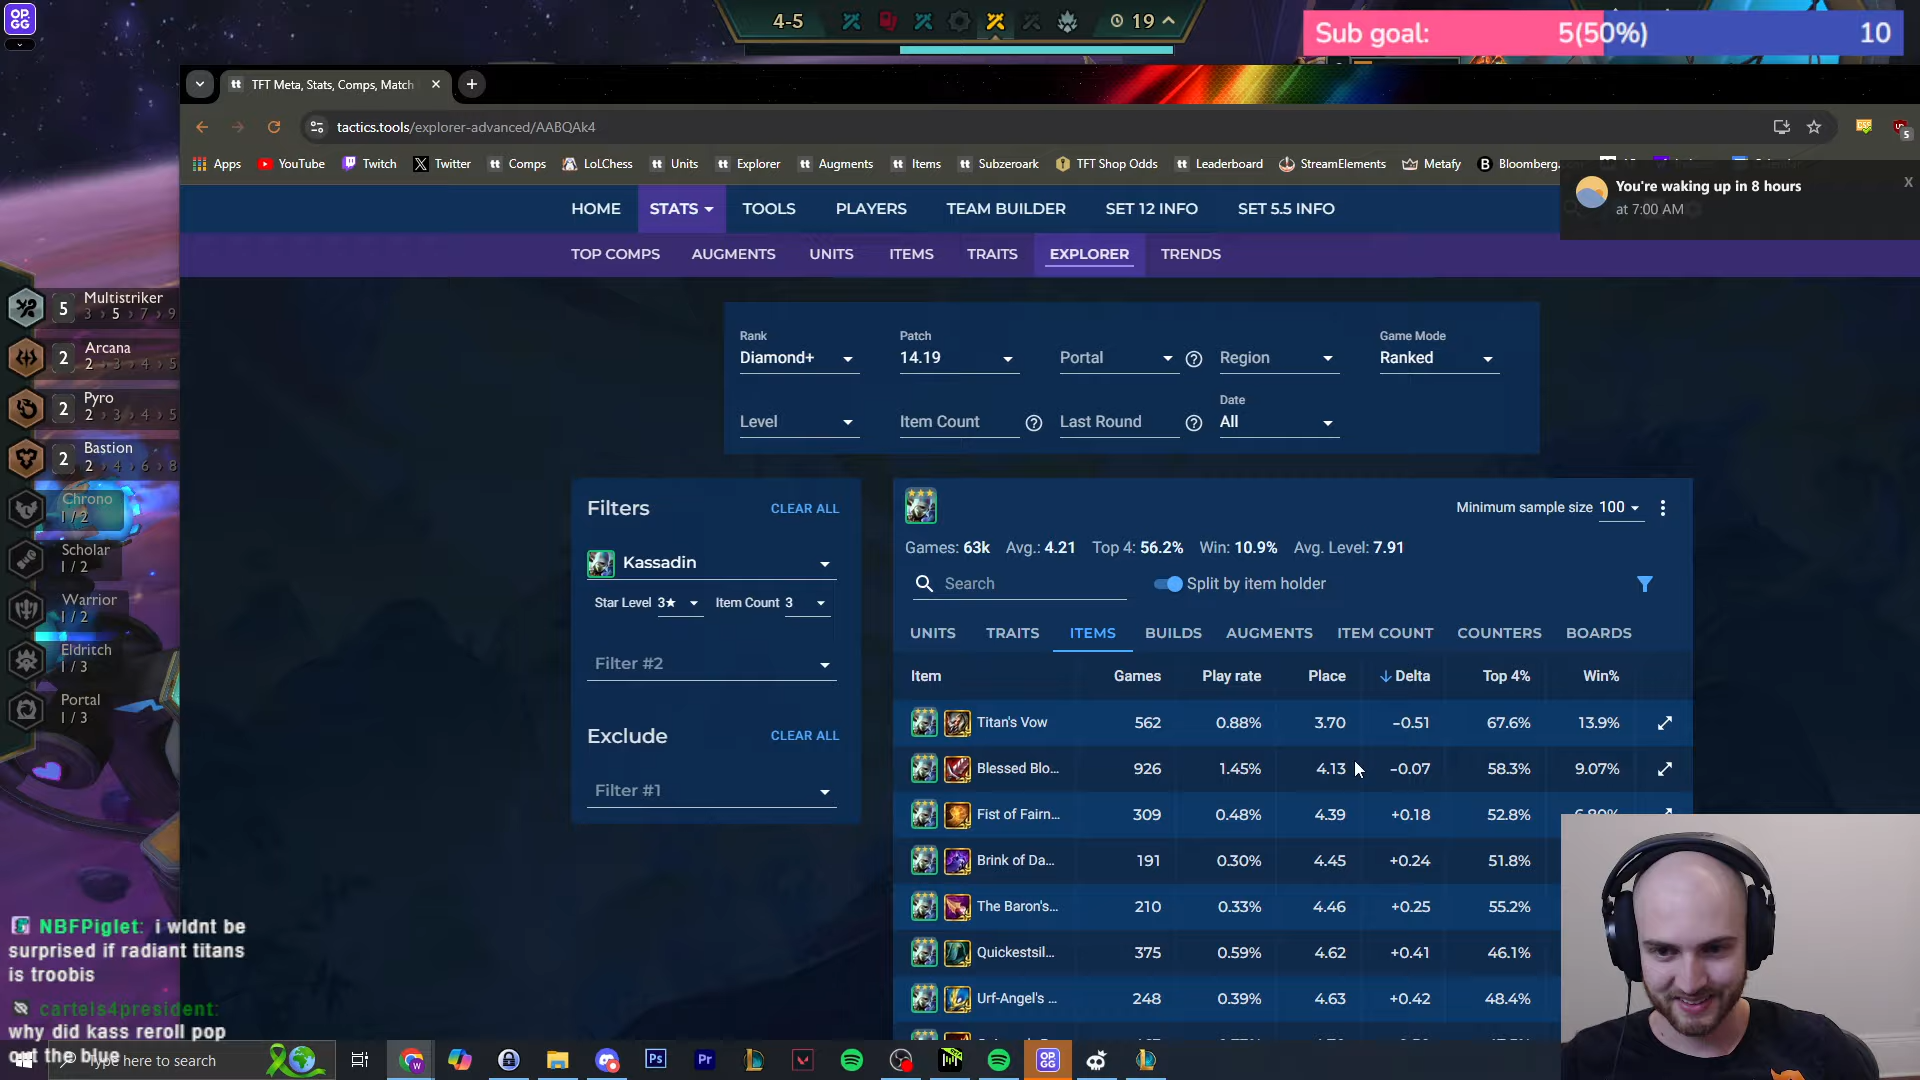 OP
GG
4-5
19
Sub goal:
5(50%)
10
TFT Meta, Stats, Comps, Match
tactics.tools/explorer-advanced/AABQAk4
5
Apps
YouTube
Twitch
Twitter
Comps
LoLChess
Units
Explorer
Augments
Items
Subzeroark
TFT Shop Odds
Leaderboard
StreamElements
Metafy
Bloomberg.
You're waking up in 8 hours
X
at 7:00 AM
HOME
STATS
TOOLS
PLAYERS
TEAM BUILDER
SET 12 INFO
SET 5.5 INFO
TOP COMPS
AUGMENTS
UNITS
ITEMS
TRAITS
EXPLORER
TRENDS
5 Multistriker
3 > 5 > 7 > 9
2 Arcana
2 > 3 > 4 > 5
2 Pyro
2 > 3 > 4 > 5
2 Bastion
2 > 4 > 6 > 8
Chrono
1 / 2
Scholar
1 / 2
Warrior
1 / 2
Eldritch
1 / 3
Portal
1 / 3
Rank
Diamond+
Patch
14.19
Portal
Region
Game Mode
Ranked
Level
Item Count
Last Round
Date
All
Filters
CLEAR ALL
Kassadin
Star Level 3★
Item Count 3
Filter #2
Exclude
CLEAR ALL
Filter #1
Minimum sample size 100
Games: 63k Avg.: 4.21 Top 4: 56.2% Win: 10.9% Avg. Level: 7.91
Search
Split by item holder
UNITS
TRAITS
ITEMS
BUILDS
AUGMENTS
ITEM COUNT
COUNTERS
BOARDS
Item Games Play rate Place Delta Top 4% Win%
Titan's Vow 562 0.88% 3.70 -0.51 67.6% 13.9%
Blessed Blo... 926 1.45% 4.13 -0.07 58.3% 9.07%
Fist of Fairn... 309 0.48% 4.39 +0.18 52.8% 6.80%
Brink of Da... 191 0.30% 4.45 +0.24 51.8%
The Baron's... 210 0.33% 4.46 +0.25 55.2%
Quickestsil... 375 0.59% 4.62 +0.41 46.1%
Urf-Angel's ... 248 0.39% 4.63 +0.42 48.4%
NBFPiglet: i wldnt be
surprised if radiant titans
is troobis
cartels4president:
why did kass reroll pop
out the blue
Type here to search
Ps
Pr
OP
GG